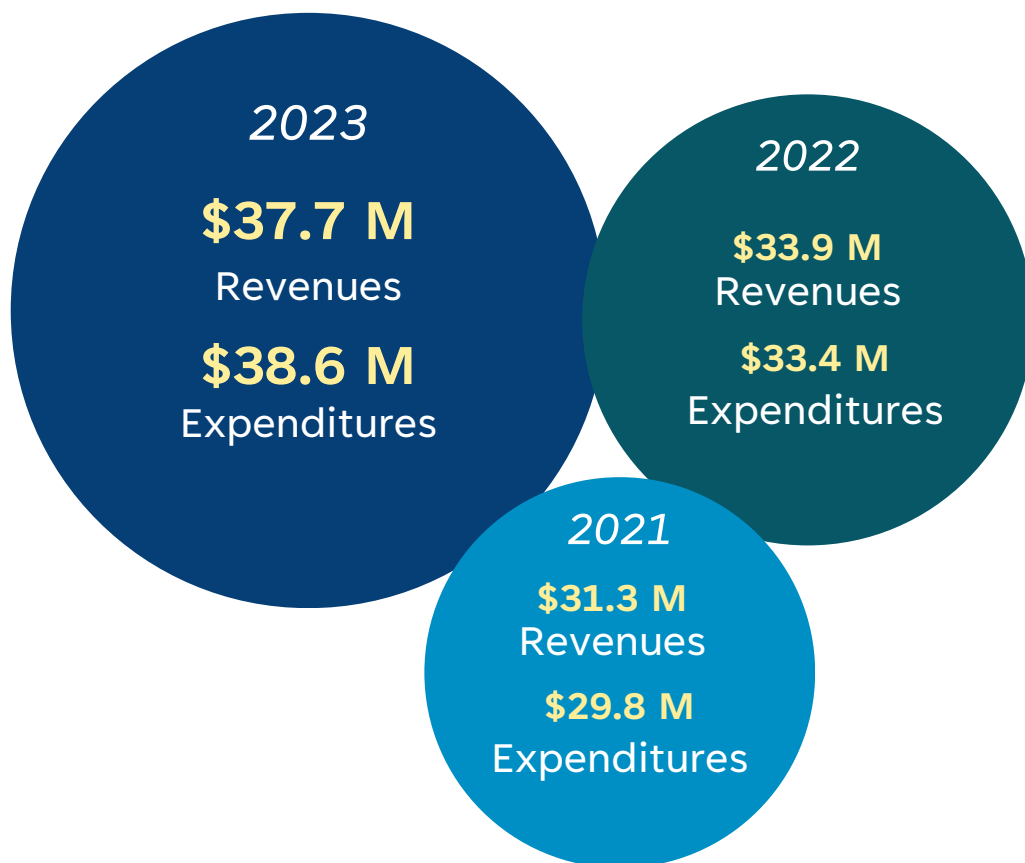 2023
$37.7 M
Revenues
$38.6 M
Expenditures
2022
$33.9 M
Revenues
$33.4 M
Expenditures
2021
$31.3 M
Revenues
$29.8 M
Expenditures